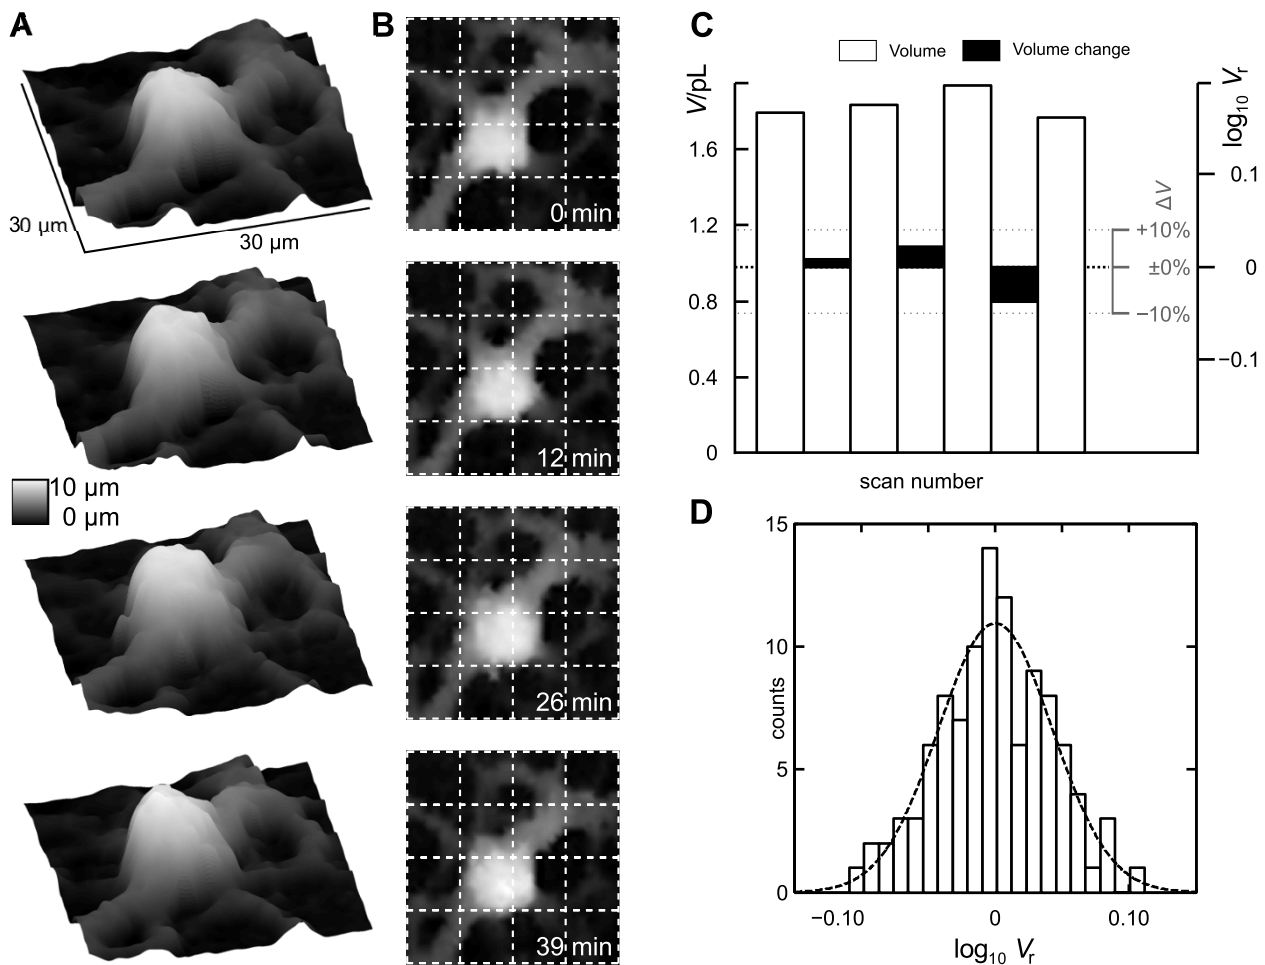 A
30 µm
30 µm
10 µm
0 µm
B
0 min
12 min
26 min
39 min
C
Volume
Volume change
V/pL
1.6
1.2
0.8
0.4
0
log₁₀ Vᵣ
0.1
0
−0.1
ΔV
+10%
±0%
−10%
scan number
D
15
10
5
0
counts
−0.10
0
0.10
log₁₀ Vᵣ